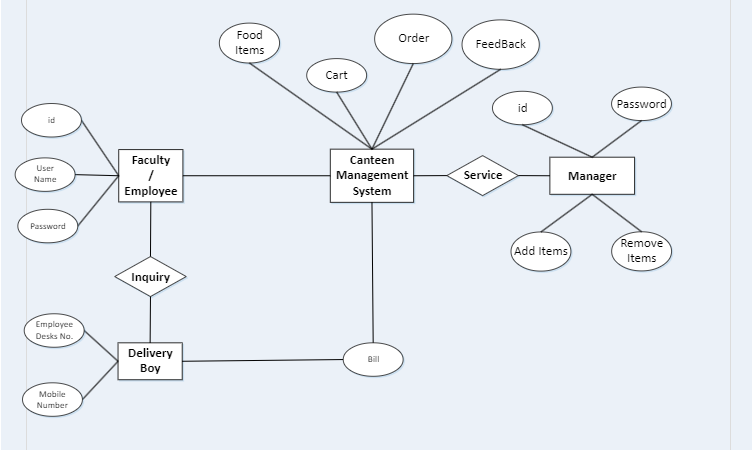 Food
Items
Order
FeedBack
Cart
id
Password
id
User
Name
Password
Faculty
/
Employee
Canteen
Management
System
Service
Manager
Add Items
Remove
Items
Inquiry
Employee
Desks No.
Delivery
Boy
Bill
Mobile
Number